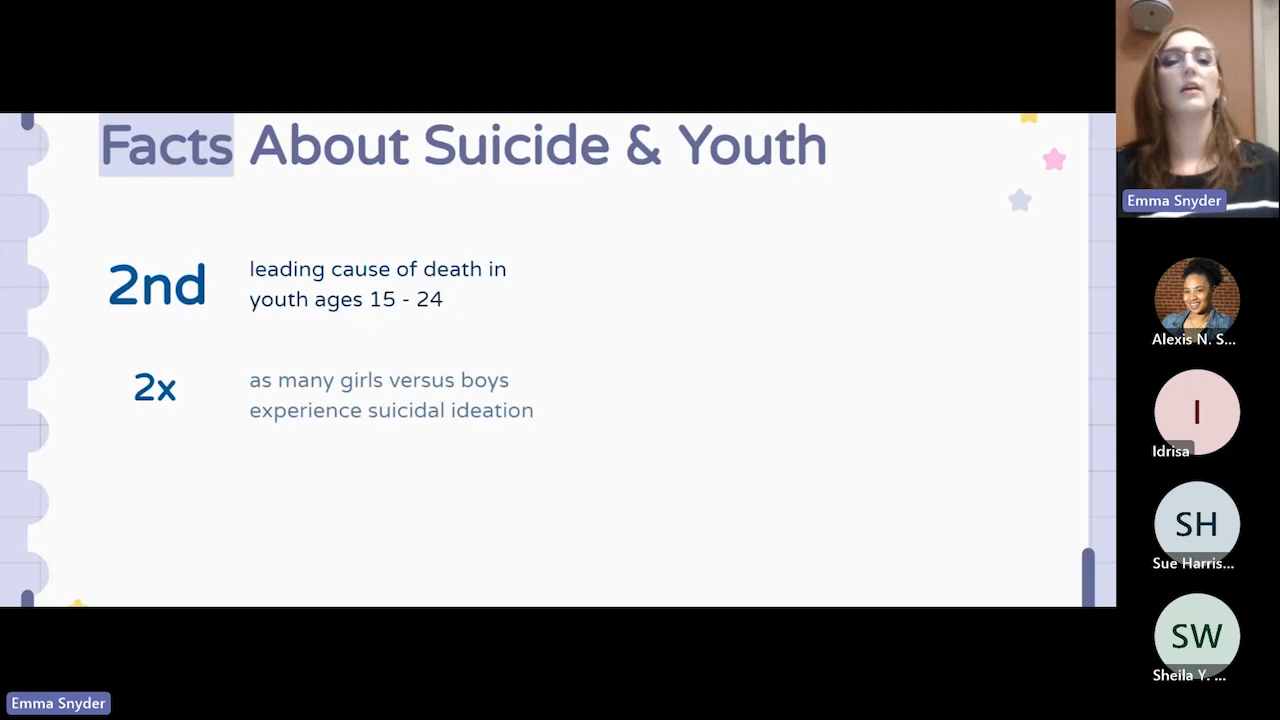 Facts About Suicide & Youth
2nd
leading cause of death in
youth ages 15 - 24
2x
as many girls versus boys
experience suicidal ideation
Emma Snyder
Alexis N. S...
I
Idrisa
SH
Sue Harris...
SW
Sheila Y. ...
Emma Snyder